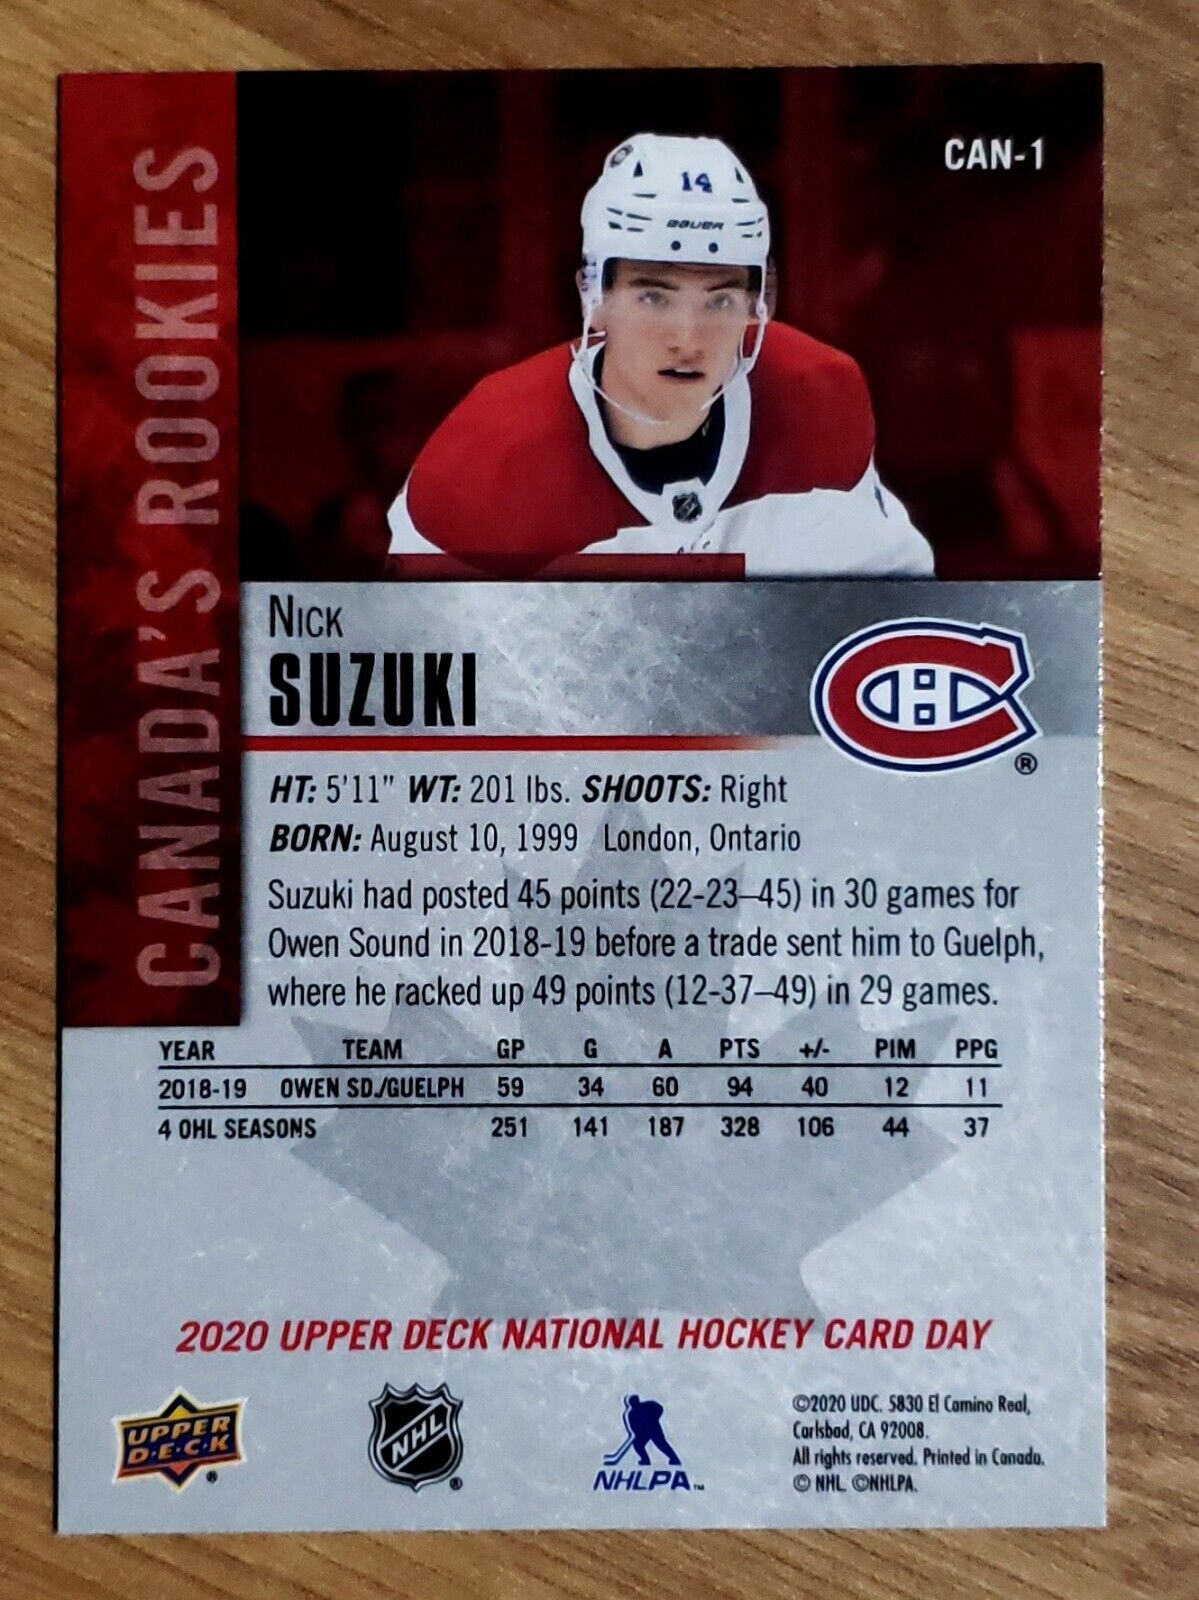 CANADA'S ROOKIES
CAN-1
14
BAUER
NHL
NICK
SUZUKI
CH
®
HT: 5'11" WT: 201 lbs. SHOOTS: Right
BORN: August 10, 1999 London, Ontario
Suzuki had posted 45 points (22-23–45) in 30 games for
Owen Sound in 2018-19 before a trade sent him to Guelph,
where he racked up 49 points (12-37–49) in 29 games.
YEAR TEAM GP G A PTS +/- PIM PPG
2018-19 OWEN SD./GUELPH 59 34 60 94 40 12 11
4 OHL SEASONS 251 141 187 328 106 44 37
2020 UPPER DECK NATIONAL HOCKEY CARD DAY
UPPER
D·E·C·K ®
NHL ®
NHLPA™
©2020 UDC. 5830 El Camino Real,
Carlsbad, CA 92008.
All rights reserved. Printed in Canada.
© NHL. ©NHLPA.